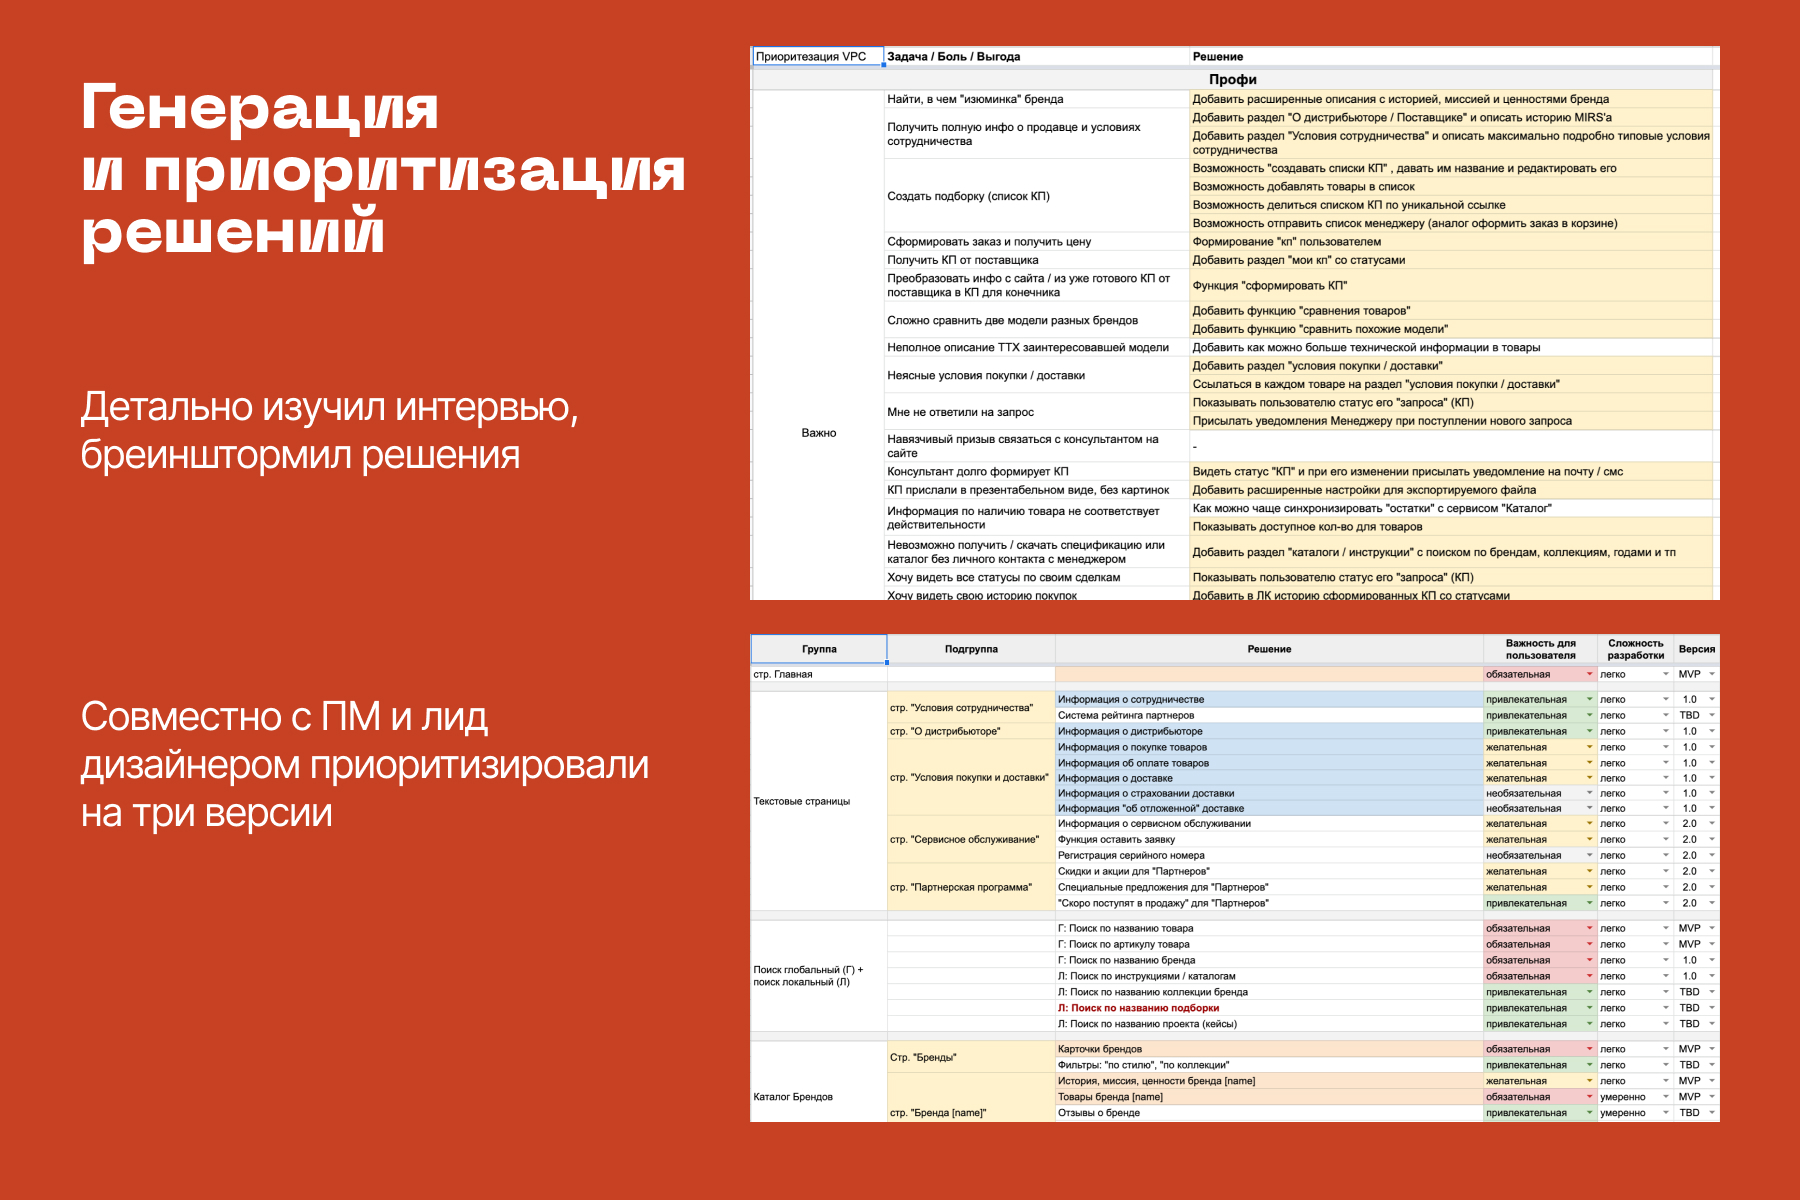 Генерация
и приоритизация
решений
Детально изучил интервью,
бреинштормил решения
Совместно с ПМ и лид
дизайнером приоритизировали
на три версии
Приоритезация VPC Задача / Боль / Выгода Решение
Профи
Важно
Найти, в чем "изюминка" бренда Добавить расширенные описания с историей, миссией и ценностями бренда
Получить полную инфо о продавце и условиях
сотрудничества
Добавить раздел "О дистрибьюторе / Поставщике" и описать историю MIRS'a
Добавить раздел "Условия сотрудничества" и описать максимально подробно типовые условия
сотрудничества
Создать подборку (список КП)
Возможность "создавать списки КП" , давать им название и редактировать его
Возможность добавлять товары в список
Возможность делиться списком КП по уникальной ссылке
Возможность отправить список менеджеру (аналог оформить заказ в корзине)
Сформировать заказ и получить цену Формирование "кп" пользователем
Получить КП от поставщика Добавить раздел "мои кп" со статусами
Преобразовать инфо с сайта / из уже готового КП от
поставщика в КП для конечника
Функция "сформировать КП"
Сложно сравнить две модели разных брендов
Добавить функцию "сравнения товаров"
Добавить функцию "сравнить похожие модели"
Неполное описание ТТХ заинтересовавшей модели Добавить как можно больше технической информации в товары
Неясные условия покупки / доставки
Добавить раздел "условия покупки / доставки"
Ссылаться в каждом товаре на раздел "условия покупки / доставки"
Мне не ответили на запрос
Показывать пользователю статус его "запроса" (КП)
Присылать уведомления Менеджеру при поступлении нового запроса
Навязчивый призыв связаться с консультантом на
сайте
-
Консультант долго формирует КП Видеть статус "КП" и при его изменении присылать уведомление на почту / смс
КП прислали в презентабельном виде, без картинок Добавить расширенные настройки для экспортируемого файла
Информация по наличию товара не соответствует
действительности
Как можно чаще синхронизировать "остатки" с сервисом "Каталог"
Показывать доступное кол-во для товаров
Невозможно получить / скачать спецификацию или
каталог без личного контакта с менеджером
Добавить раздел "каталоги / инструкции" с поиском по брендам, коллекциям, годами и тп
Хочу видеть все статусы по своим сделкам Показывать пользователю статус его "запроса" (КП)
Хочу видеть свою историю покупок Добавить в ЛК историю сформированных КП со статусами
Группа Подгруппа Решение Важность для пользователя Сложность разработки Версия
стр. Главная обязательная легко MVP
Текстовые страницы
стр. "Условия сотрудничества"
Информация о сотрудничестве привлекательная легко 1.0
Система рейтинга партнеров привлекательная легко TBD
стр. "О дистрибьюторе" Информация о дистрибьюторе привлекательная легко 1.0
стр. "Условия покупки и доставки"
Информация о покупке товаров желательная легко 1.0
Информация об оплате товаров желательная легко 1.0
Информация о доставке желательная легко 1.0
Информация о страховании доставки необязательная легко 1.0
Информация "об отложенной" доставке необязательная легко 1.0
стр. "Сервисное обслуживание"
Информация о сервисном обслуживании желательная легко 2.0
Функция оставить заявку желательная легко 2.0
Регистрация серийного номера необязательная легко 2.0
стр. "Партнерская программа"
Скидки и акции для "Партнеров" желательная легко 2.0
Специальные предложения для "Партнеров" желательная легко 2.0
"Скоро поступят в продажу" для "Партнеров" привлекательная легко 2.0
Поиск глобальный (Г) +
поиск локальный (Л)
Г: Поиск по названию товара обязательная легко MVP
Г: Поиск по артикулу товара обязательная легко MVP
Г: Поиск по названию бренда обязательная легко 1.0
Л: Поиск по инструкциями / каталогам обязательная легко 1.0
Л: Поиск по названию коллекции бренда привлекательная легко TBD
Л: Поиск по названию подборки привлекательная легко TBD
Л: Поиск по названию проекта (кейсы) привлекательная легко TBD
Каталог Брендов
Стр. "Бренды"
Карточки брендов обязательная легко MVP
Фильтры: "по стилю", "по коллекции" привлекательная легко TBD
стр. "Бренда [name]"
История, миссия, ценности бренда [name] желательная легко MVP
Товары бренда [name] обязательная умеренно MVP
Отзывы о бренде привлекательная умеренно TBD